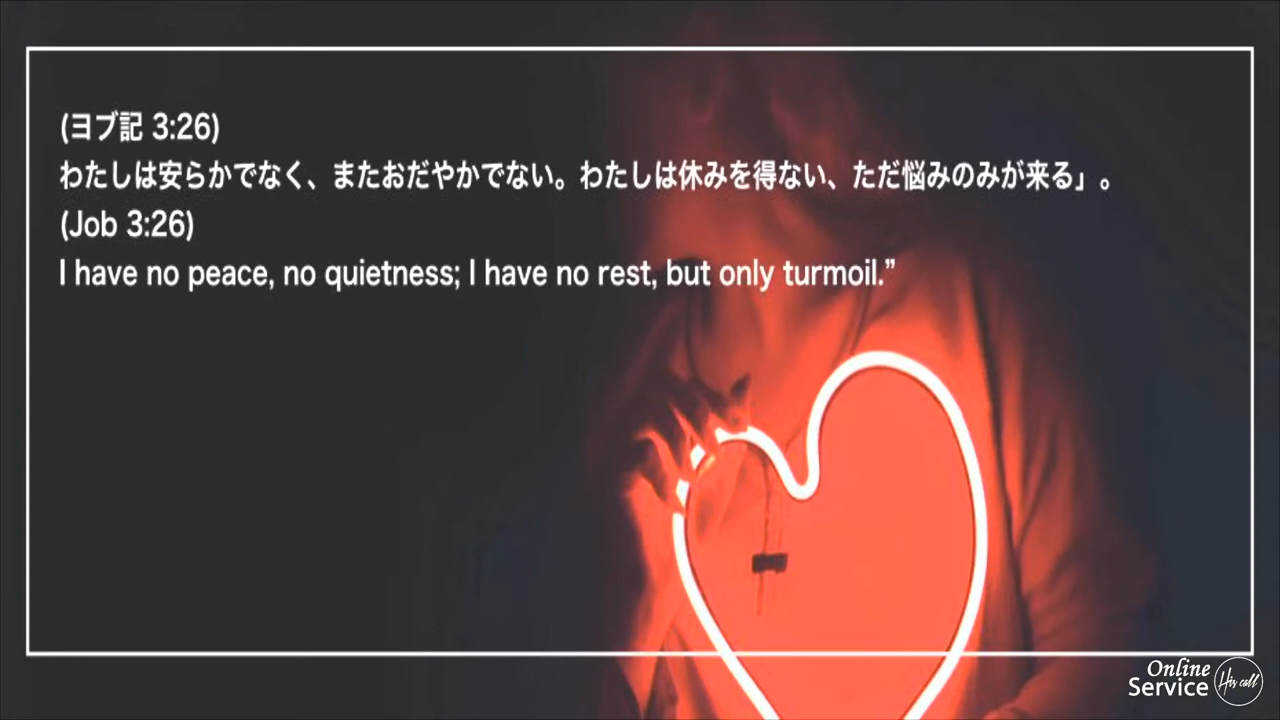 (ヨブ記 3:26)
わたしは安らかでなく、またおだやかでない。わたしは休みを得ない、ただ悩みのみが来る」。
(Job 3:26)
I have no peace, no quietness; I have no rest, but only turmoil.”
Online
Service
His call